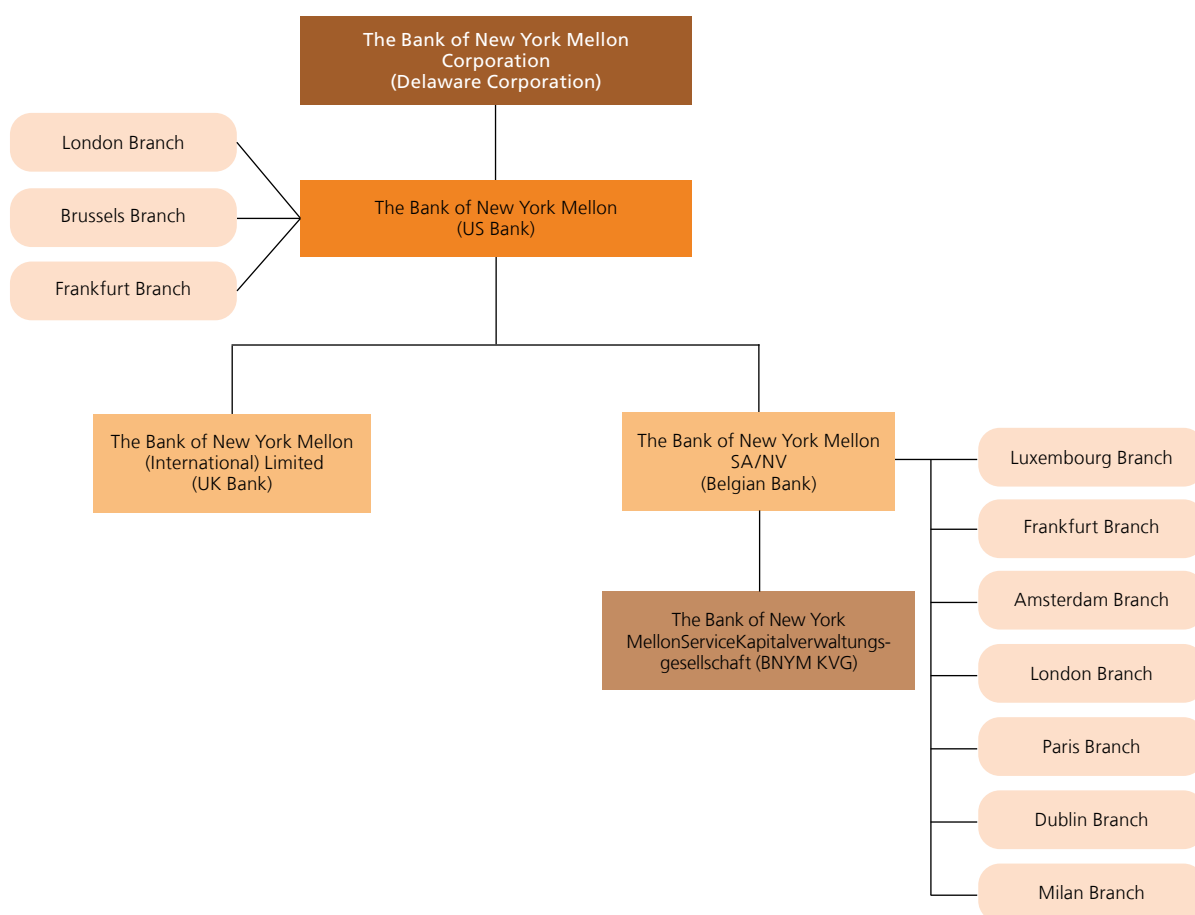 The Bank of New York Mellon
Corporation
(Delaware Corporation)
London Branch
Brussels Branch
Frankfurt Branch
The Bank of New York Mellon
(US Bank)
The Bank of New York Mellon
(International) Limited
(UK Bank)
The Bank of New York Mellon
SA/NV
(Belgian Bank)
The Bank of New York
MellonServiceKapitalverwaltungs-
gesellschaft (BNYM KVG)
Luxembourg Branch
Frankfurt Branch
Amsterdam Branch
London Branch
Paris Branch
Dublin Branch
Milan Branch